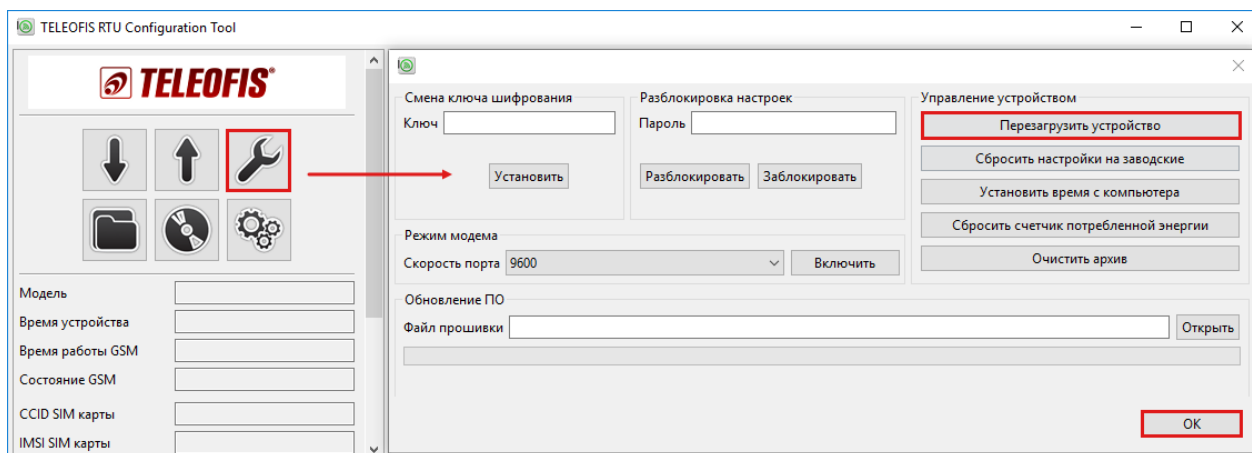 TELEOFIS RTU Configuration Tool
TELEOFIS®
Модель
Время устройства
Время работы GSM
Состояние GSM
CCID SIM карты
IMSI SIM карты
Смена ключа шифрования
Ключ
Установить
Разблокировка настроек
Пароль
Разблокировать Заблокировать
Режим модема
Скорость порта 9600 Включить
Управление устройством
Перезагрузить устройство
Сбросить настройки на заводские
Установить время с компьютера
Сбросить счетчик потребленной энергии
Очистить архив
Обновление ПО
Файл прошивки Открыть
OK